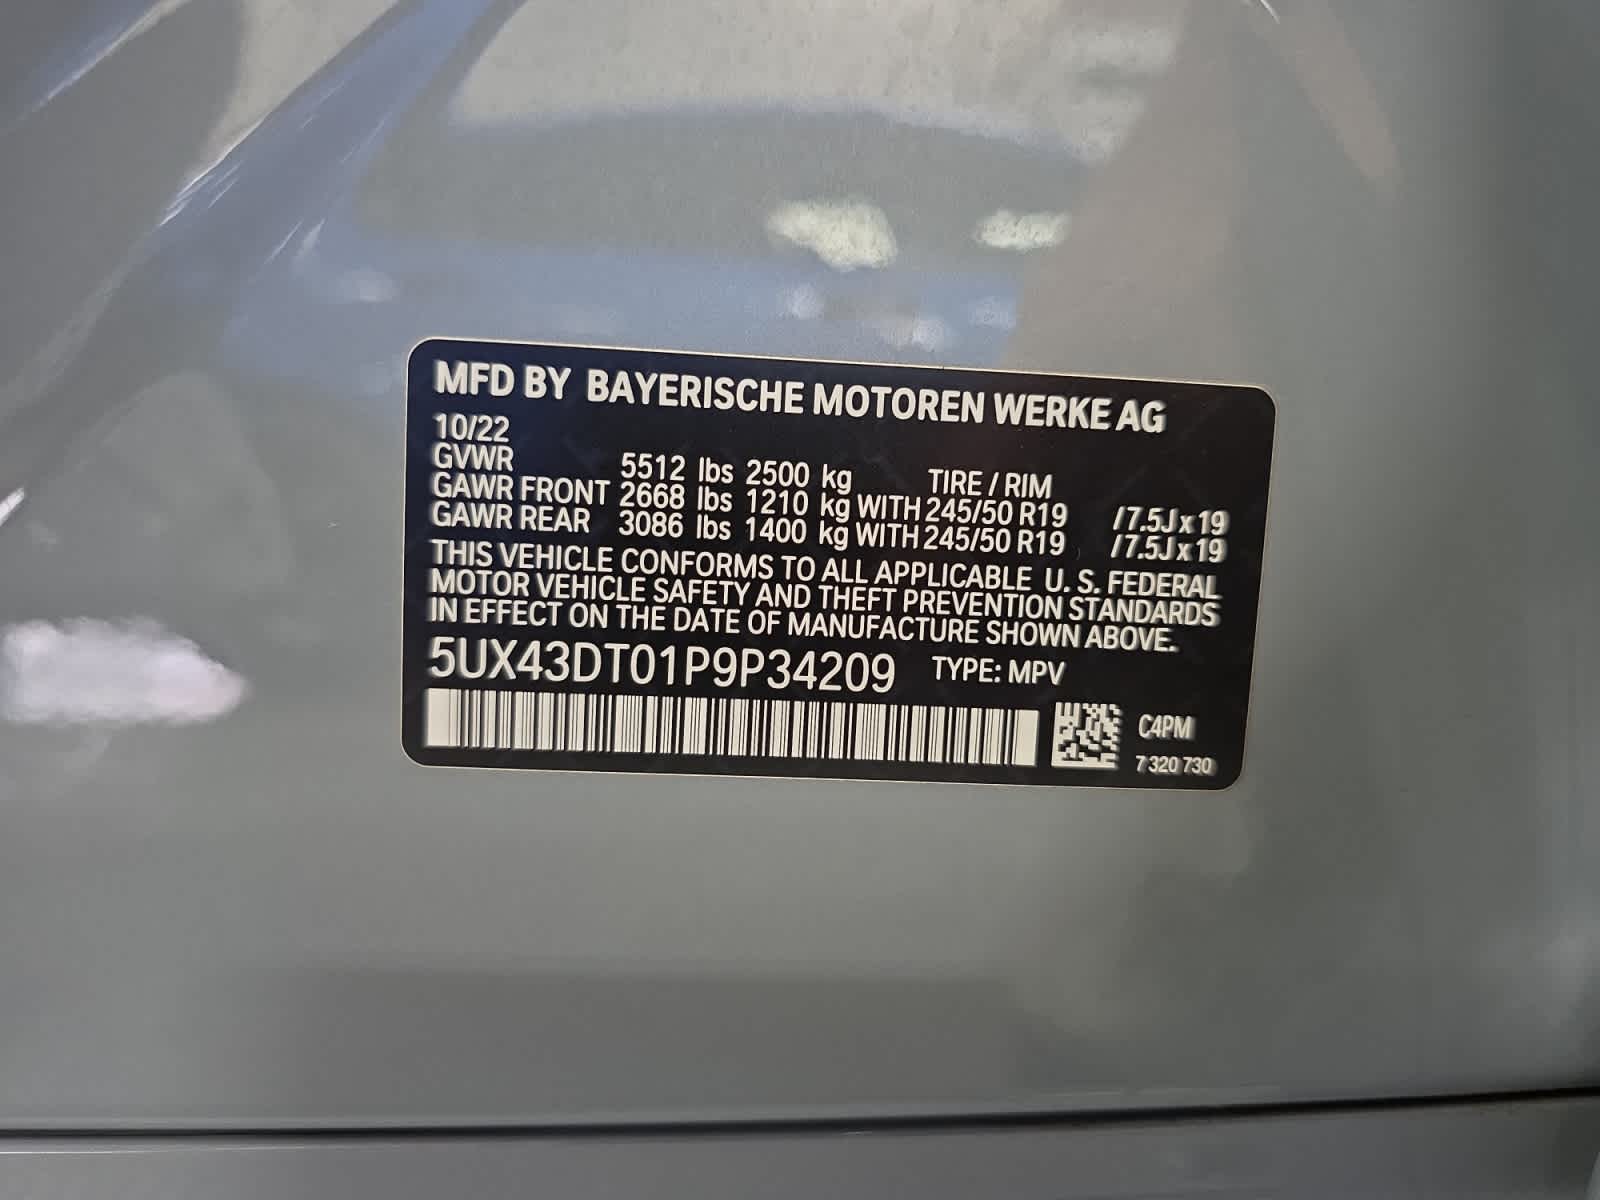 MFD BY BAYERISCHE MOTOREN WERKE AG
10/22
GVWR 5512 lbs 2500 kg TIRE / RIM
GAWR FRONT 2668 lbs 1210 kg WITH 245/50 R19 /7.5J x 19
GAWR REAR 3086 lbs 1400 kg WITH 245/50 R19 /7.5J x 19
THIS VEHICLE CONFORMS TO ALL APPLICABLE U. S. FEDERAL
MOTOR VEHICLE SAFETY AND THEFT PREVENTION STANDARDS
IN EFFECT ON THE DATE OF MANUFACTURE SHOWN ABOVE.
5UX43DT01P9P34209 TYPE: MPV
C4PM
7 320 730